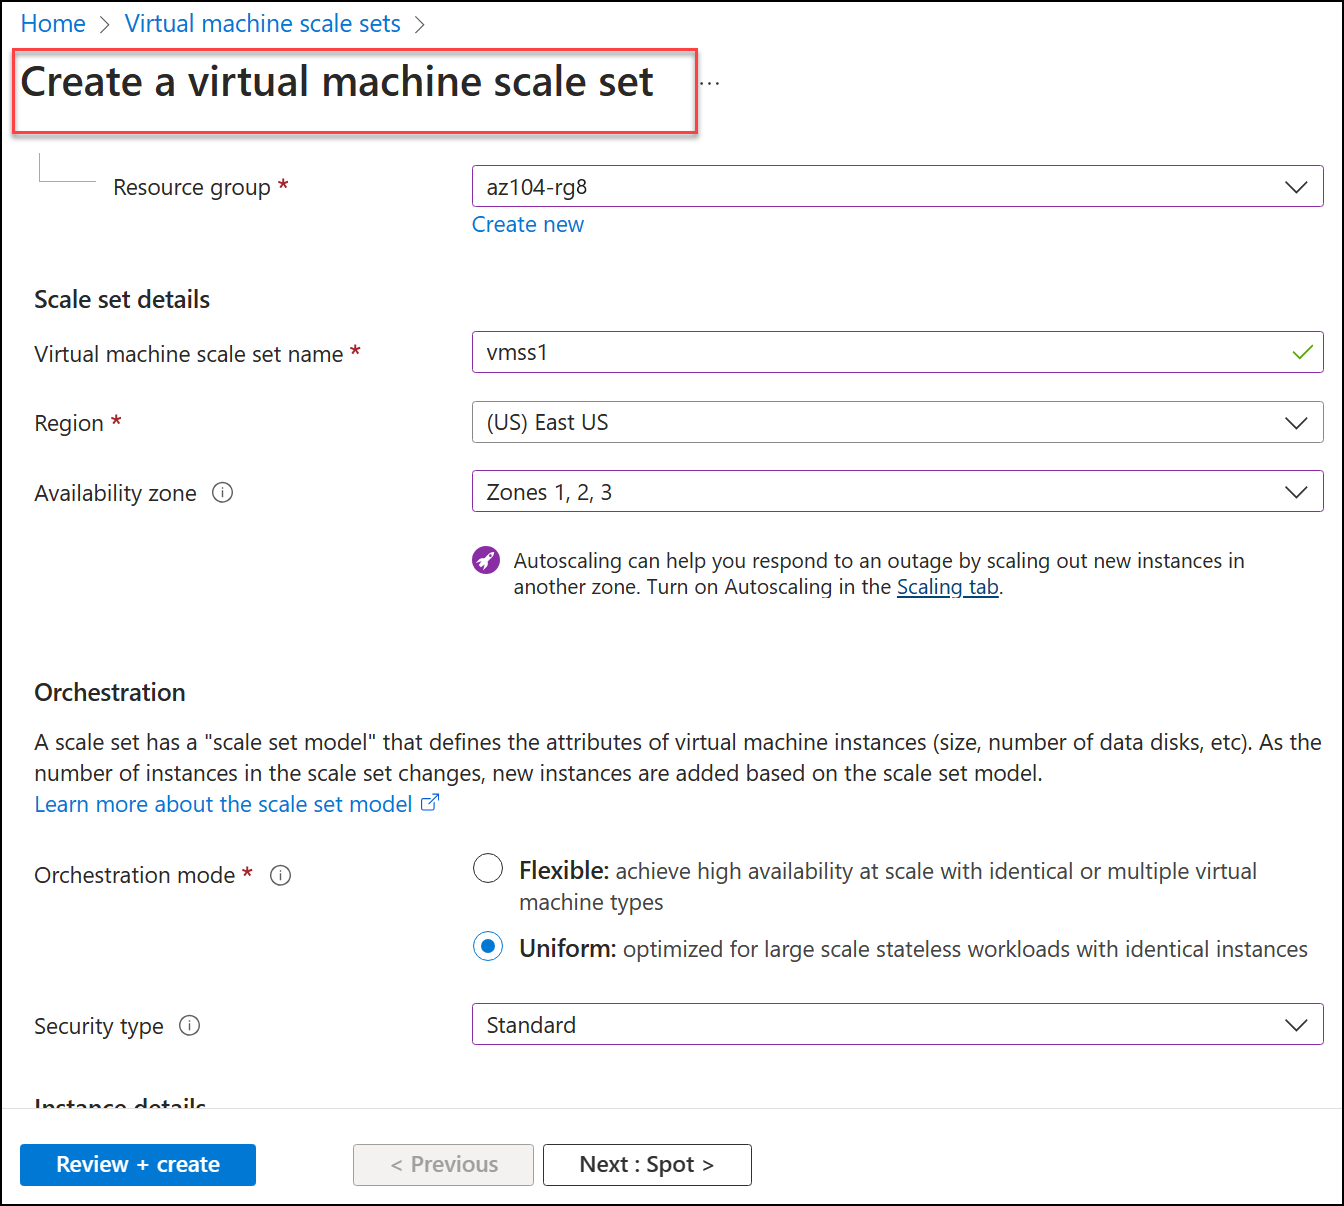 Home > Virtual machine scale sets >
Create a virtual machine scale set ...
Resource group * az104-rg8
Create new
Scale set details
Virtual machine scale set name * vmss1
Region * (US) East US
Availability zone Zones 1, 2, 3
Autoscaling can help you respond to an outage by scaling out new instances in
another zone. Turn on Autoscaling in the Scaling tab.
Orchestration
A scale set has a "scale set model" that defines the attributes of virtual machine instances (size, number of data disks, etc). As the
number of instances in the scale set changes, new instances are added based on the scale set model.
Learn more about the scale set model
Orchestration mode * Flexible: achieve high availability at scale with identical or multiple virtual
machine types
Uniform: optimized for large scale stateless workloads with identical instances
Security type Standard
Instance details
Review + create < Previous Next : Spot >